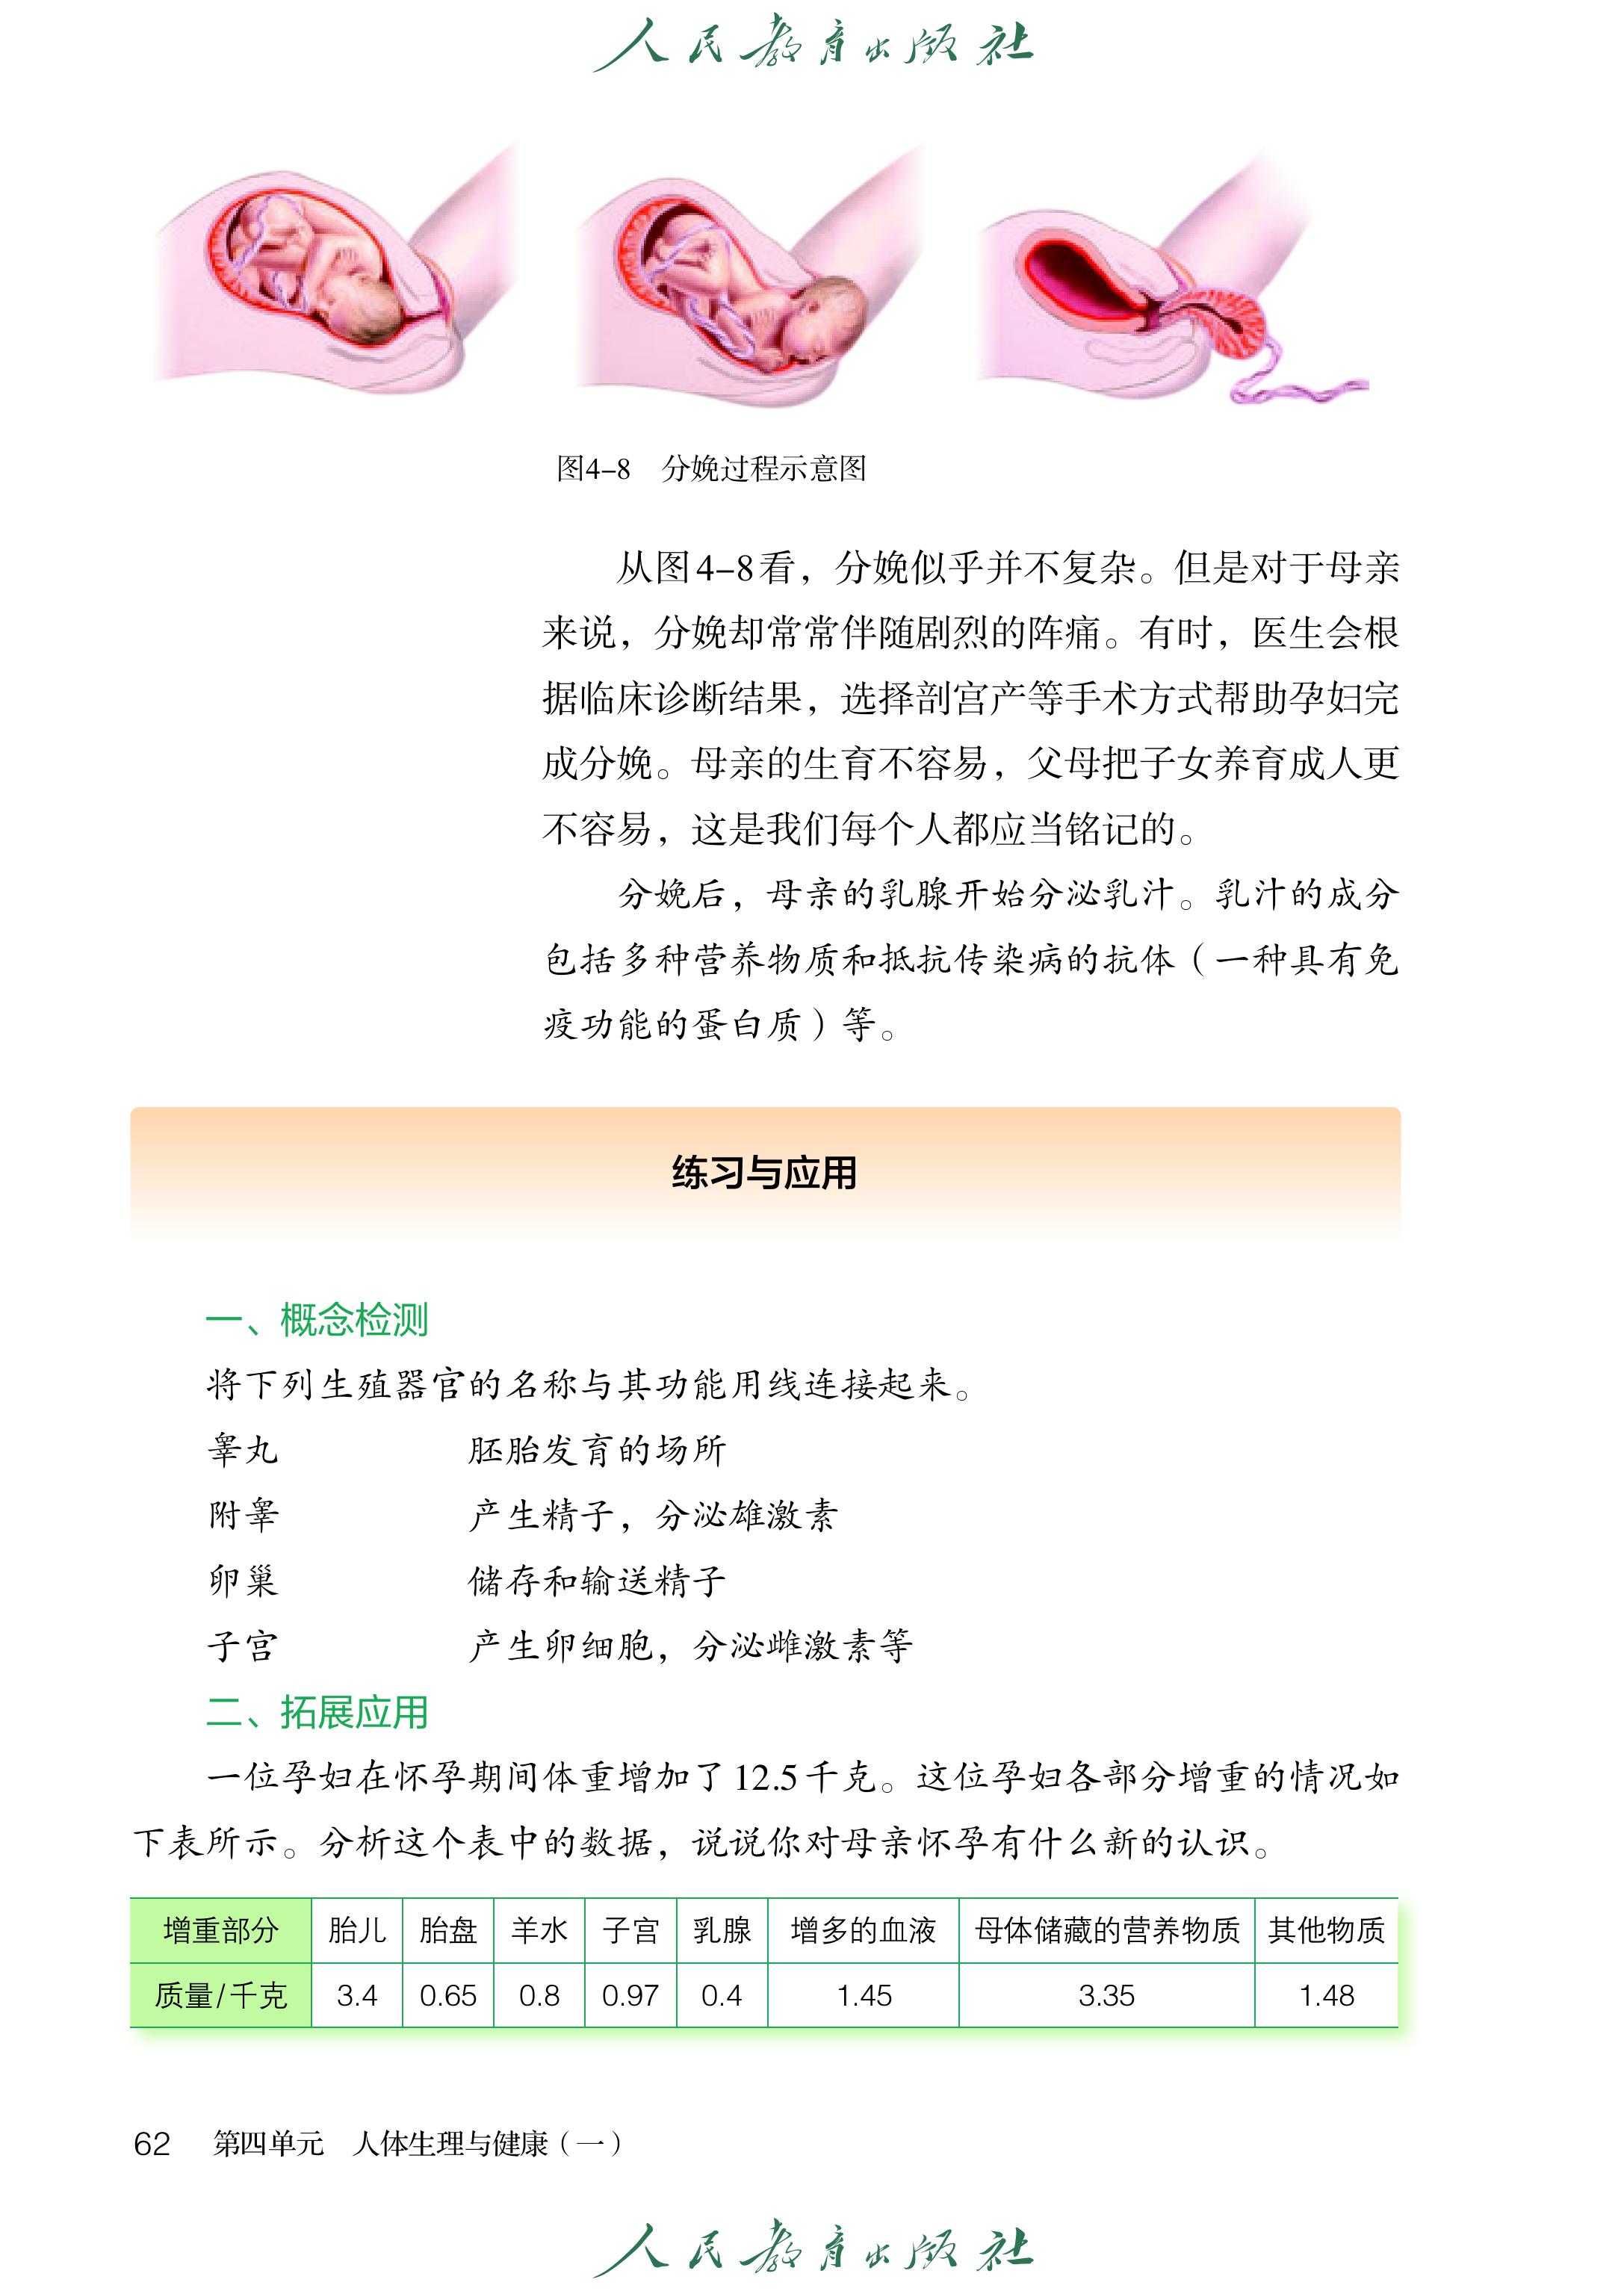 人民教育出版社
图4-8 分娩过程示意图
从图4-8看，分娩似乎并不复杂。但是对于母亲
来说，分娩却常常伴随剧烈的阵痛。有时，医生会根
据临床诊断结果，选择剖宫产等手术方式帮助孕妇完
成分娩。母亲的生育不容易，父母把子女养育成人更
不容易，这是我们每个人都应当铭记的。
分娩后，母亲的乳腺开始分泌乳汁。乳汁的成分
包括多种营养物质和抵抗传染病的抗体（一种具有免
疫功能的蛋白质）等。
练习与应用
一、概念检测
将下列生殖器官的名称与其功能用线连接起来。
睾丸 胚胎发育的场所
附睾 产生精子，分泌雄激素
卵巢 储存和输送精子
子宫 产生卵细胞，分泌雌激素等
二、拓展应用
一位孕妇在怀孕期间体重增加了12.5千克。这位孕妇各部分增重的情况如
下表所示。分析这个表中的数据，说说你对母亲怀孕有什么新的认识。
增重部分 胎儿 胎盘 羊水 子宫 乳腺 增多的血液 母体储藏的营养物质 其他物质
质量/千克 3.4 0.65 0.8 0.97 0.4 1.45 3.35 1.48
62 第四单元 人体生理与健康（一）
人民教育出版社